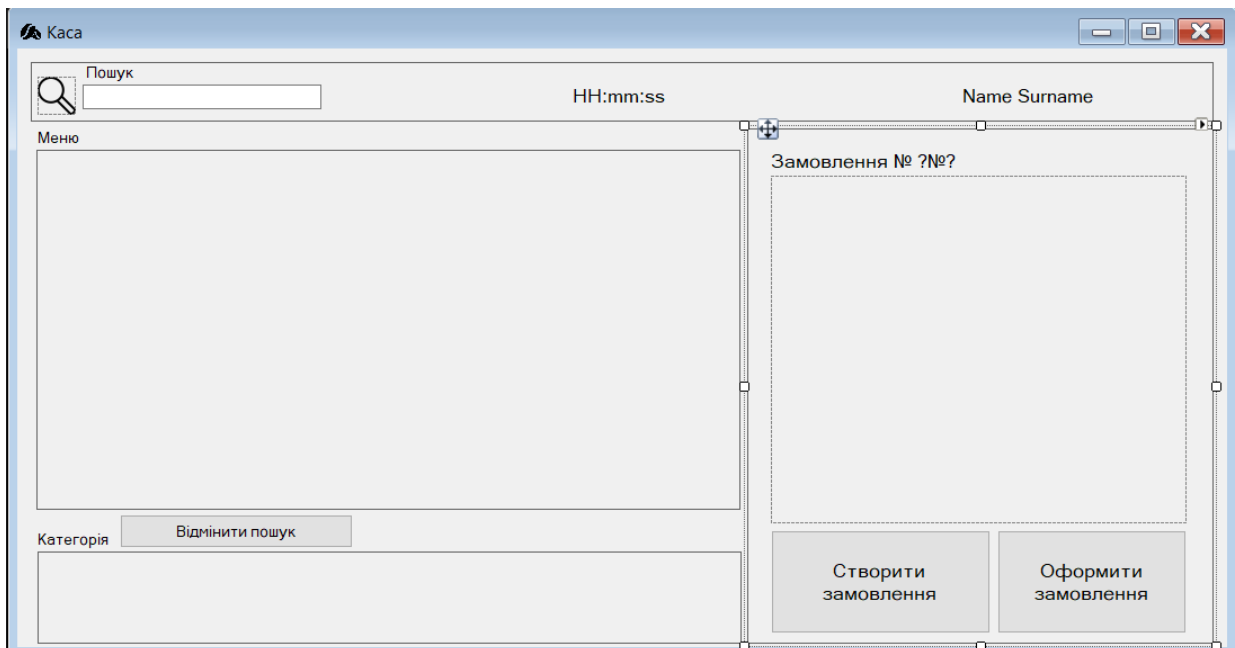 Каса
Пошук
HH:mm:ss
Name Surname
Меню
Замовлення № ?№?
Відмінити пошук
Категорія
Створити
замовлення
Оформити
замовлення